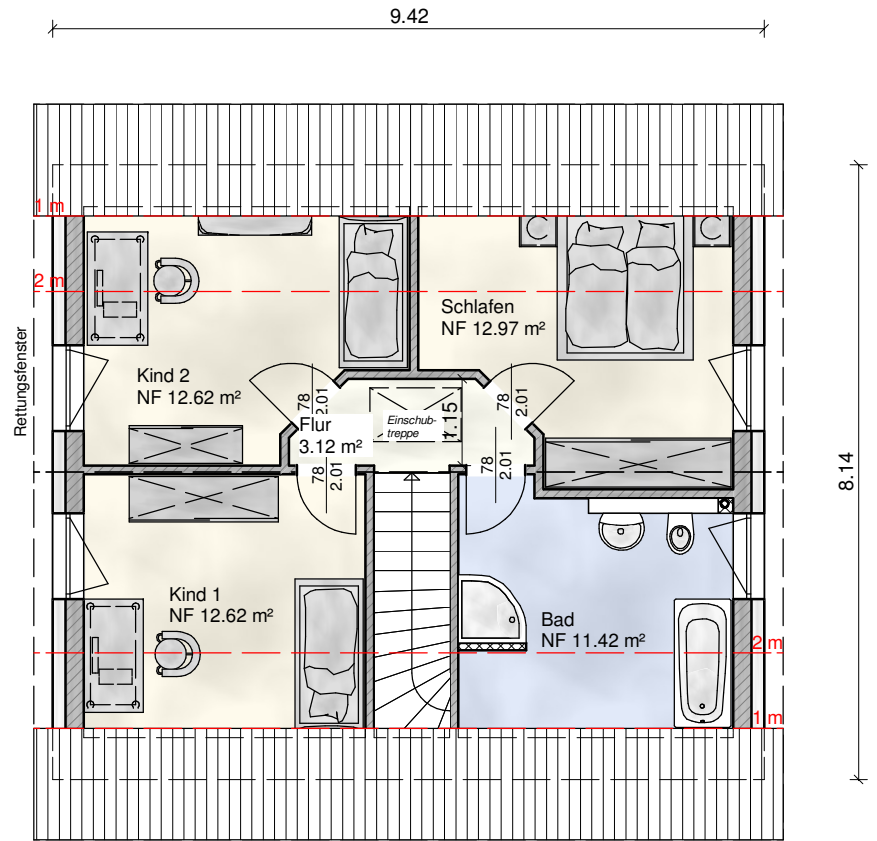 9.42
1 m
2 m
Schlafen
NF 12.97 m²
Rettungsfenster
Kind 2
NF 12.62 m²
78
2.01
78
2.01
1.15
Einschub-
treppe
Flur
3.12 m²
78
2.01
78
2.01
8.14
Kind 1
NF 12.62 m²
Bad
NF 11.42 m²
2 m
1 m